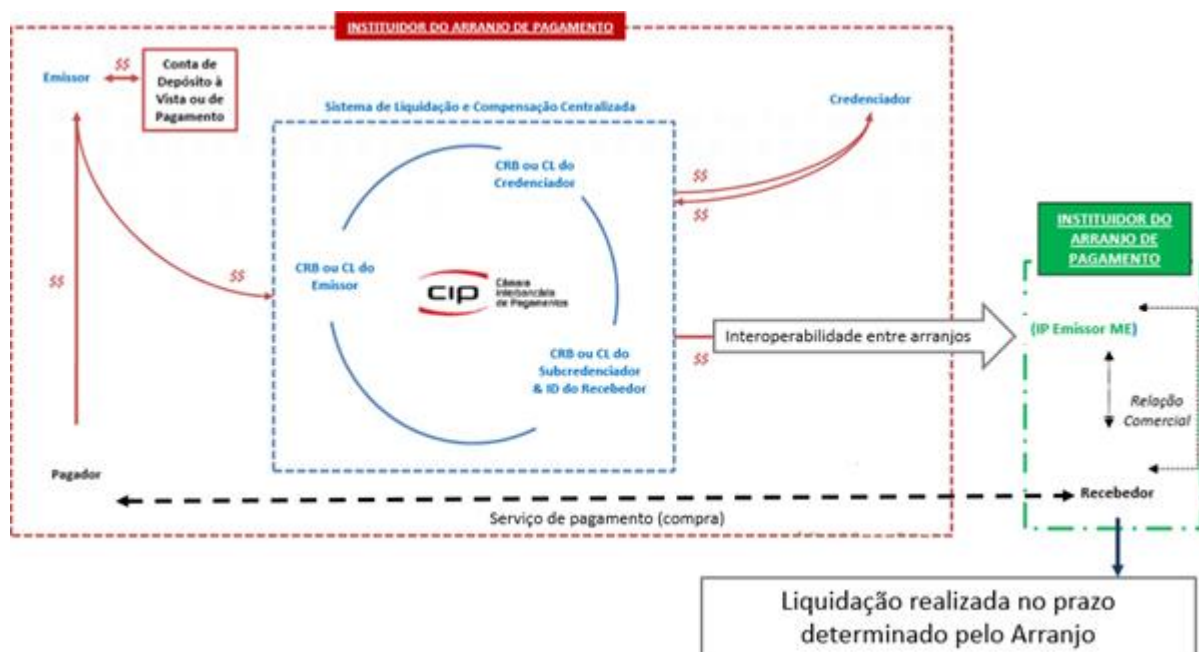 INSTITUIDOR DO ARRANJO DE PAGAMENTO
Emissor
$$
Conta de
Depósito à
Vista ou de
Pagamento
Sistema de Liquidação e Compensação Centralizada
Credenciador
CRB ou CL do
Credenciador
$$
$$
INSTITUIDOR DO
ARRANJO DE
PAGAMENTO
$$
$$
CRB ou CL do
Emissor
cip
Câmara
Interbancária
de Pagamentos
Interoperabilidade entre arranjos
(IP Emissor ME)
CRB ou CL do
Subcredenciador
& ID do Recebedor
$$
Relação
Comercial
Pagador
Recebedor
Serviço de pagamento (compra)
Liquidação realizada no prazo
determinado pelo Arranjo